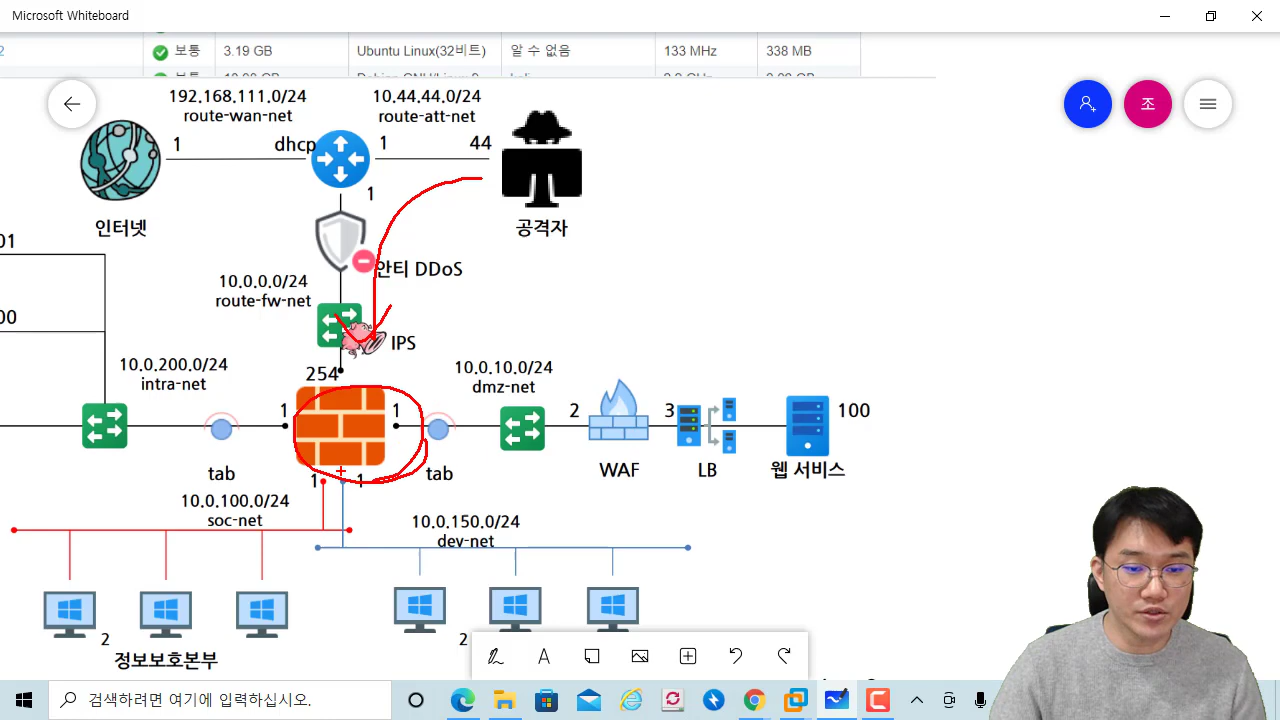 Microsoft Whiteboard
2
보통
3.19 GB
Ubuntu Linux(32비트)
알 수 없음
133 MHz
338 MB
192.168.111.0/24
route-wan-net
10.44.44.0/24
route-att-net
조
1
dhcp
1
44
1
인터넷
공격자
01
안티 DDoS
10.0.0.0/24
route-fw-net
00
IPS
10.0.200.0/24
intra-net
254
10.0.10.0/24
dmz-net
1
1
2
3
100
tab
tab
WAF
LB
웹 서비스
1
1
10.0.100.0/24
soc-net
10.0.150.0/24
dev-net
2
2
정보보호본부
검색하려면 여기에 입력하십시오.